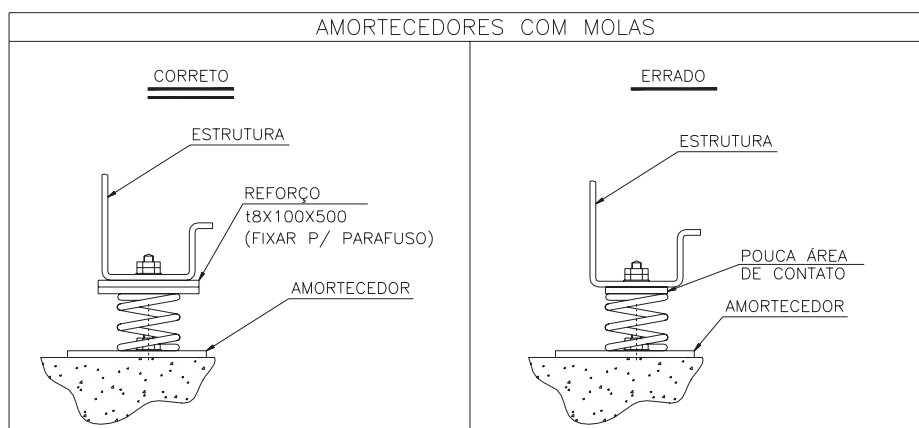 AMORTECEDORES COM MOLAS
CORRETO
ESTRUTURA
REFORÇO
t8X100X500
(FIXAR P/ PARAFUSO)
AMORTECEDOR
ERRADO
ESTRUTURA
POUCA ÁREA
DE CONTATO
AMORTECEDOR